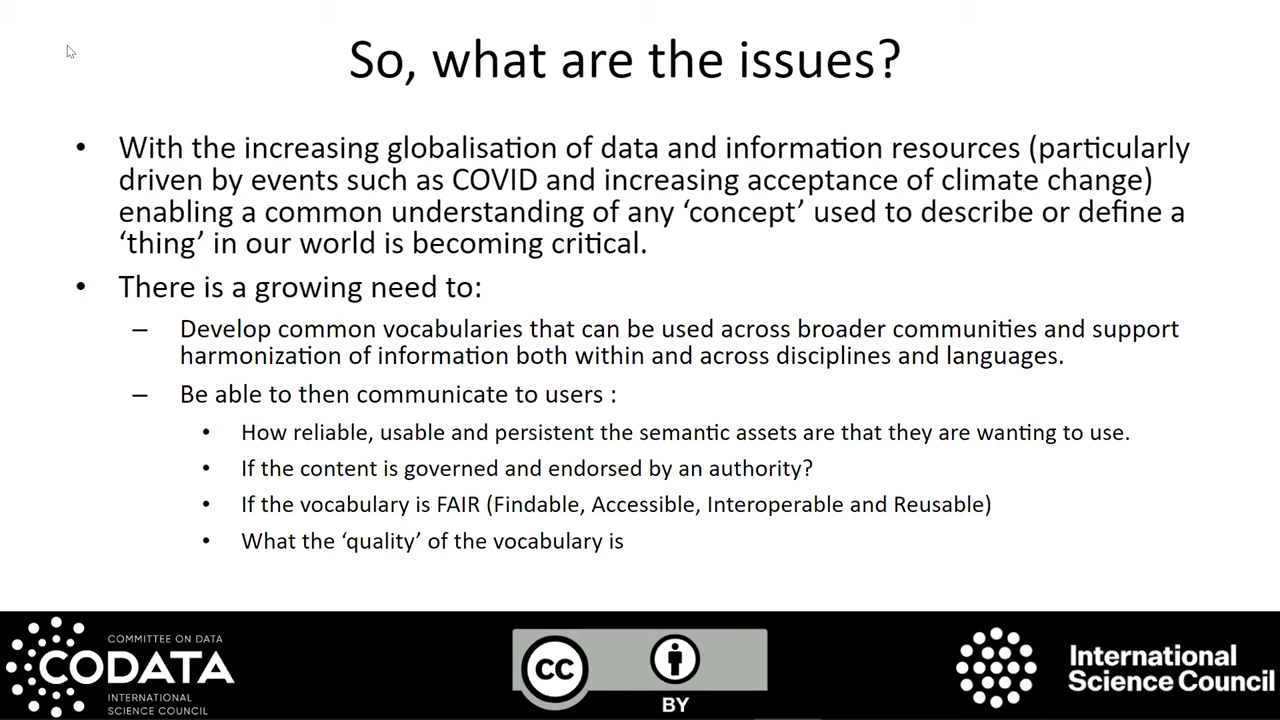 So, what are the issues?
• With the increasing globalisation of data and information resources (particularly
driven by events such as COVID and increasing acceptance of climate change)
enabling a common understanding of any ‘concept’ used to describe or define a
‘thing’ in our world is becoming critical.
• There is a growing need to:
– Develop common vocabularies that can be used across broader communities and support
harmonization of information both within and across disciplines and languages.
– Be able to then communicate to users :
• How reliable, usable and persistent the semantic assets are that they are wanting to use.
• If the content is governed and endorsed by an authority?
• If the vocabulary is FAIR (Findable, Accessible, Interoperable and Reusable)
• What the ‘quality’ of the vocabulary is
COMMITTEE ON DATA
CODATA
INTERNATIONAL
SCIENCE COUNCIL
cc
BY
International
Science Council